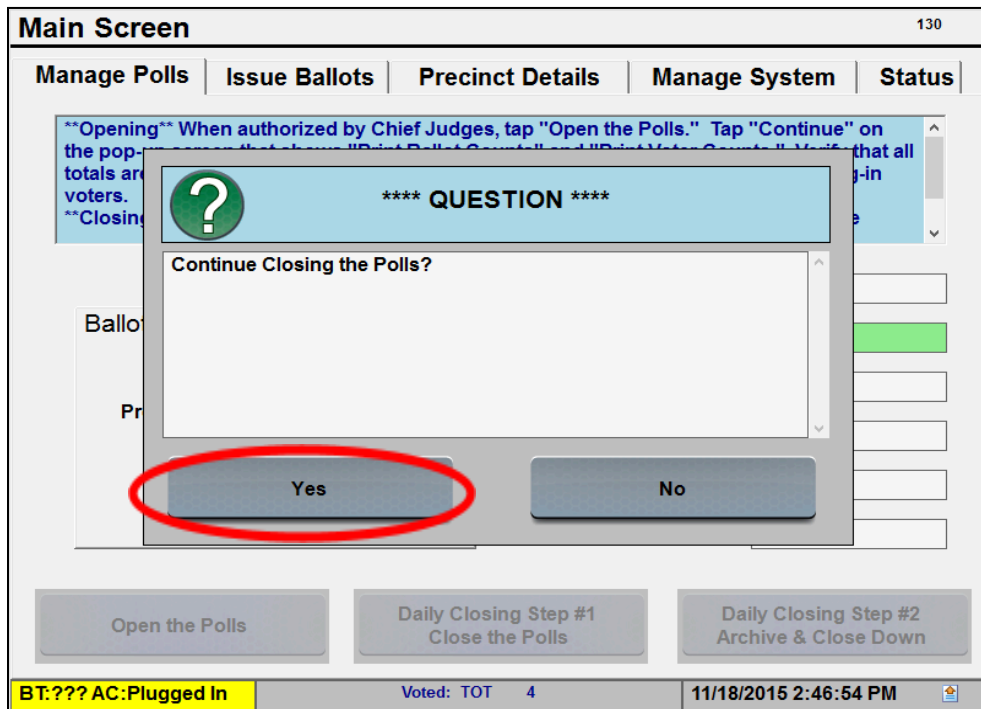 Main Screen
130
Manage Polls
Issue Ballots
Precinct Details
Manage System
Status
**Opening** When authorized by Chief Judges, tap "Open the Polls." Tap "Continue" on
the pop-up screen that shows "Print Ballot Counts" and "Print Voter Counts." Verify that all
totals are
voters.
**Closing
**** QUESTION ****
Continue Closing the Polls?
Ballot
Pr
Yes
No
Open the Polls
Daily Closing Step #1
Close the Polls
Daily Closing Step #2
Archive & Close Down
BT:??? AC:Plugged In
Voted: TOT 4
11/18/2015 2:46:54 PM